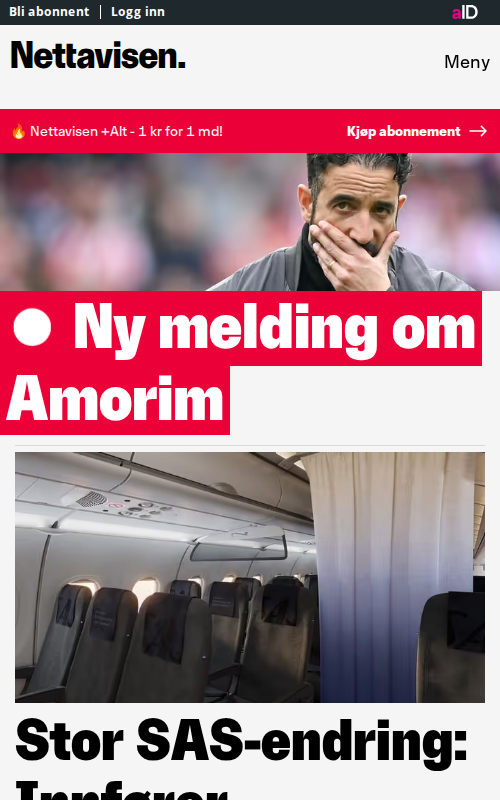 Bli abonnent | Logg inn
aID
Nettavisen.
Meny
🔥 Nettavisen +Alt - 1 kr for 1 md!
Kjøp abonnement →
Ny melding om
Amorim
Stor SAS-endring:
Innfører